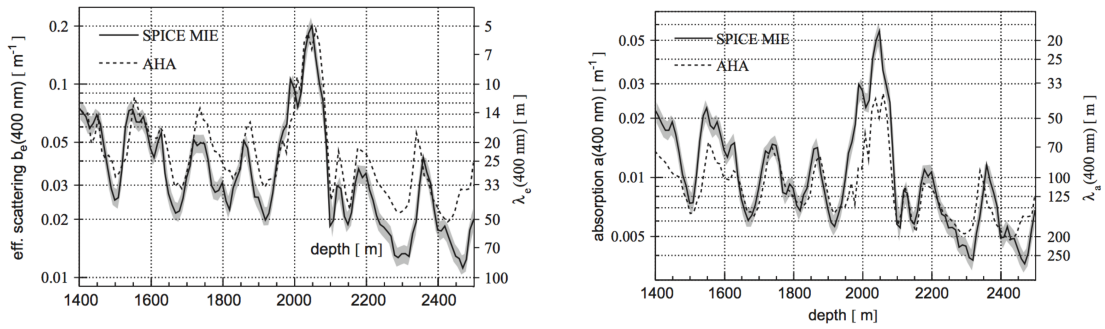 eff. scattering b_e(400 nm) [ m⁻¹ ]
0.2
0.1
0.05
0.03
0.02
0.01
SPICE MIE
AHA
depth [ m]
1400 1600 1800 2000 2200 2400
5
8
10
14
20
25
33
50
70
100
λ_e(400 nm) [ m]
absorption a(400 nm) [ m⁻¹ ]
0.05
0.03
0.02
0.01
0.005
SPICE MIE
AHA
1400 1600 1800 2000 2200 2400
depth [ m]
20
25
33
50
70
100
125
200
250
λ_a(400 nm) [ m]